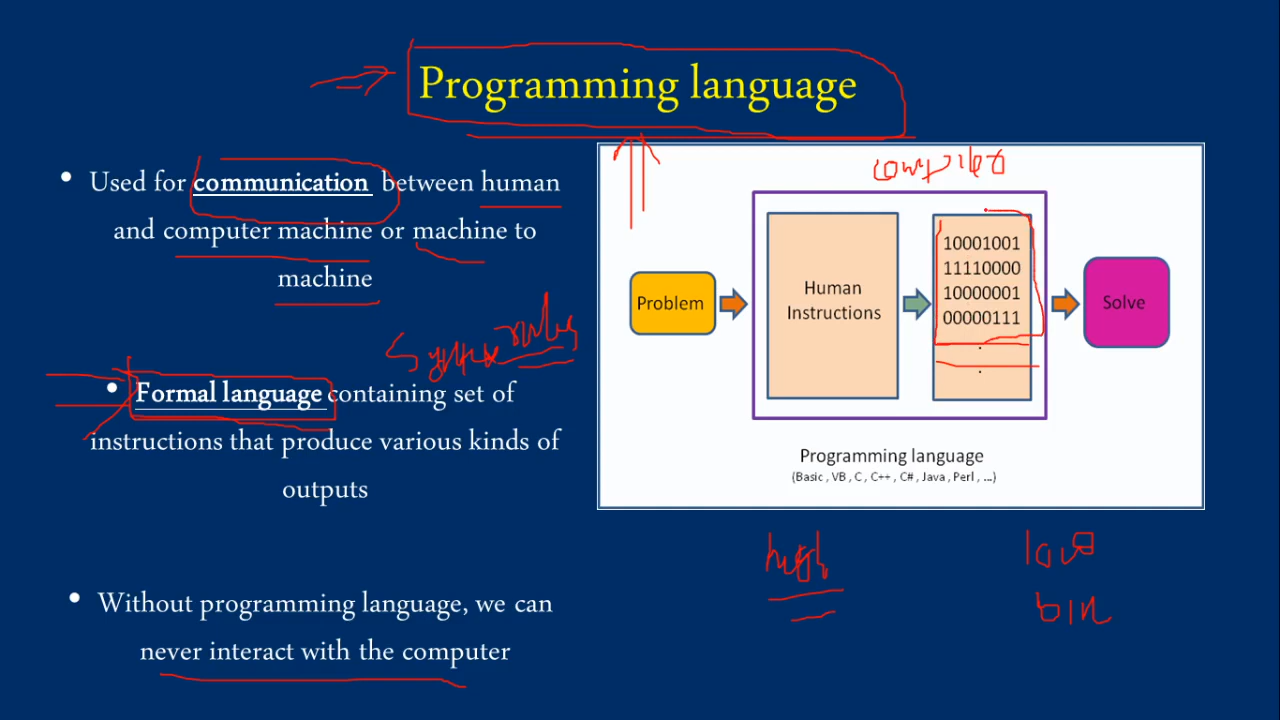 Programming language
• Used for communication between human
and computer machine or machine to
machine
syntax rules
• Formal language containing set of
instructions that produce various kinds of
outputs
• Without programming language, we can
never interact with the computer
compiler
Problem
Human
Instructions
10001001
11110000
10000001
00000111
.
.
Solve
Programming language
(Basic , VB , C , C++ , C# , Java , Perl , ...)
high
low
bin